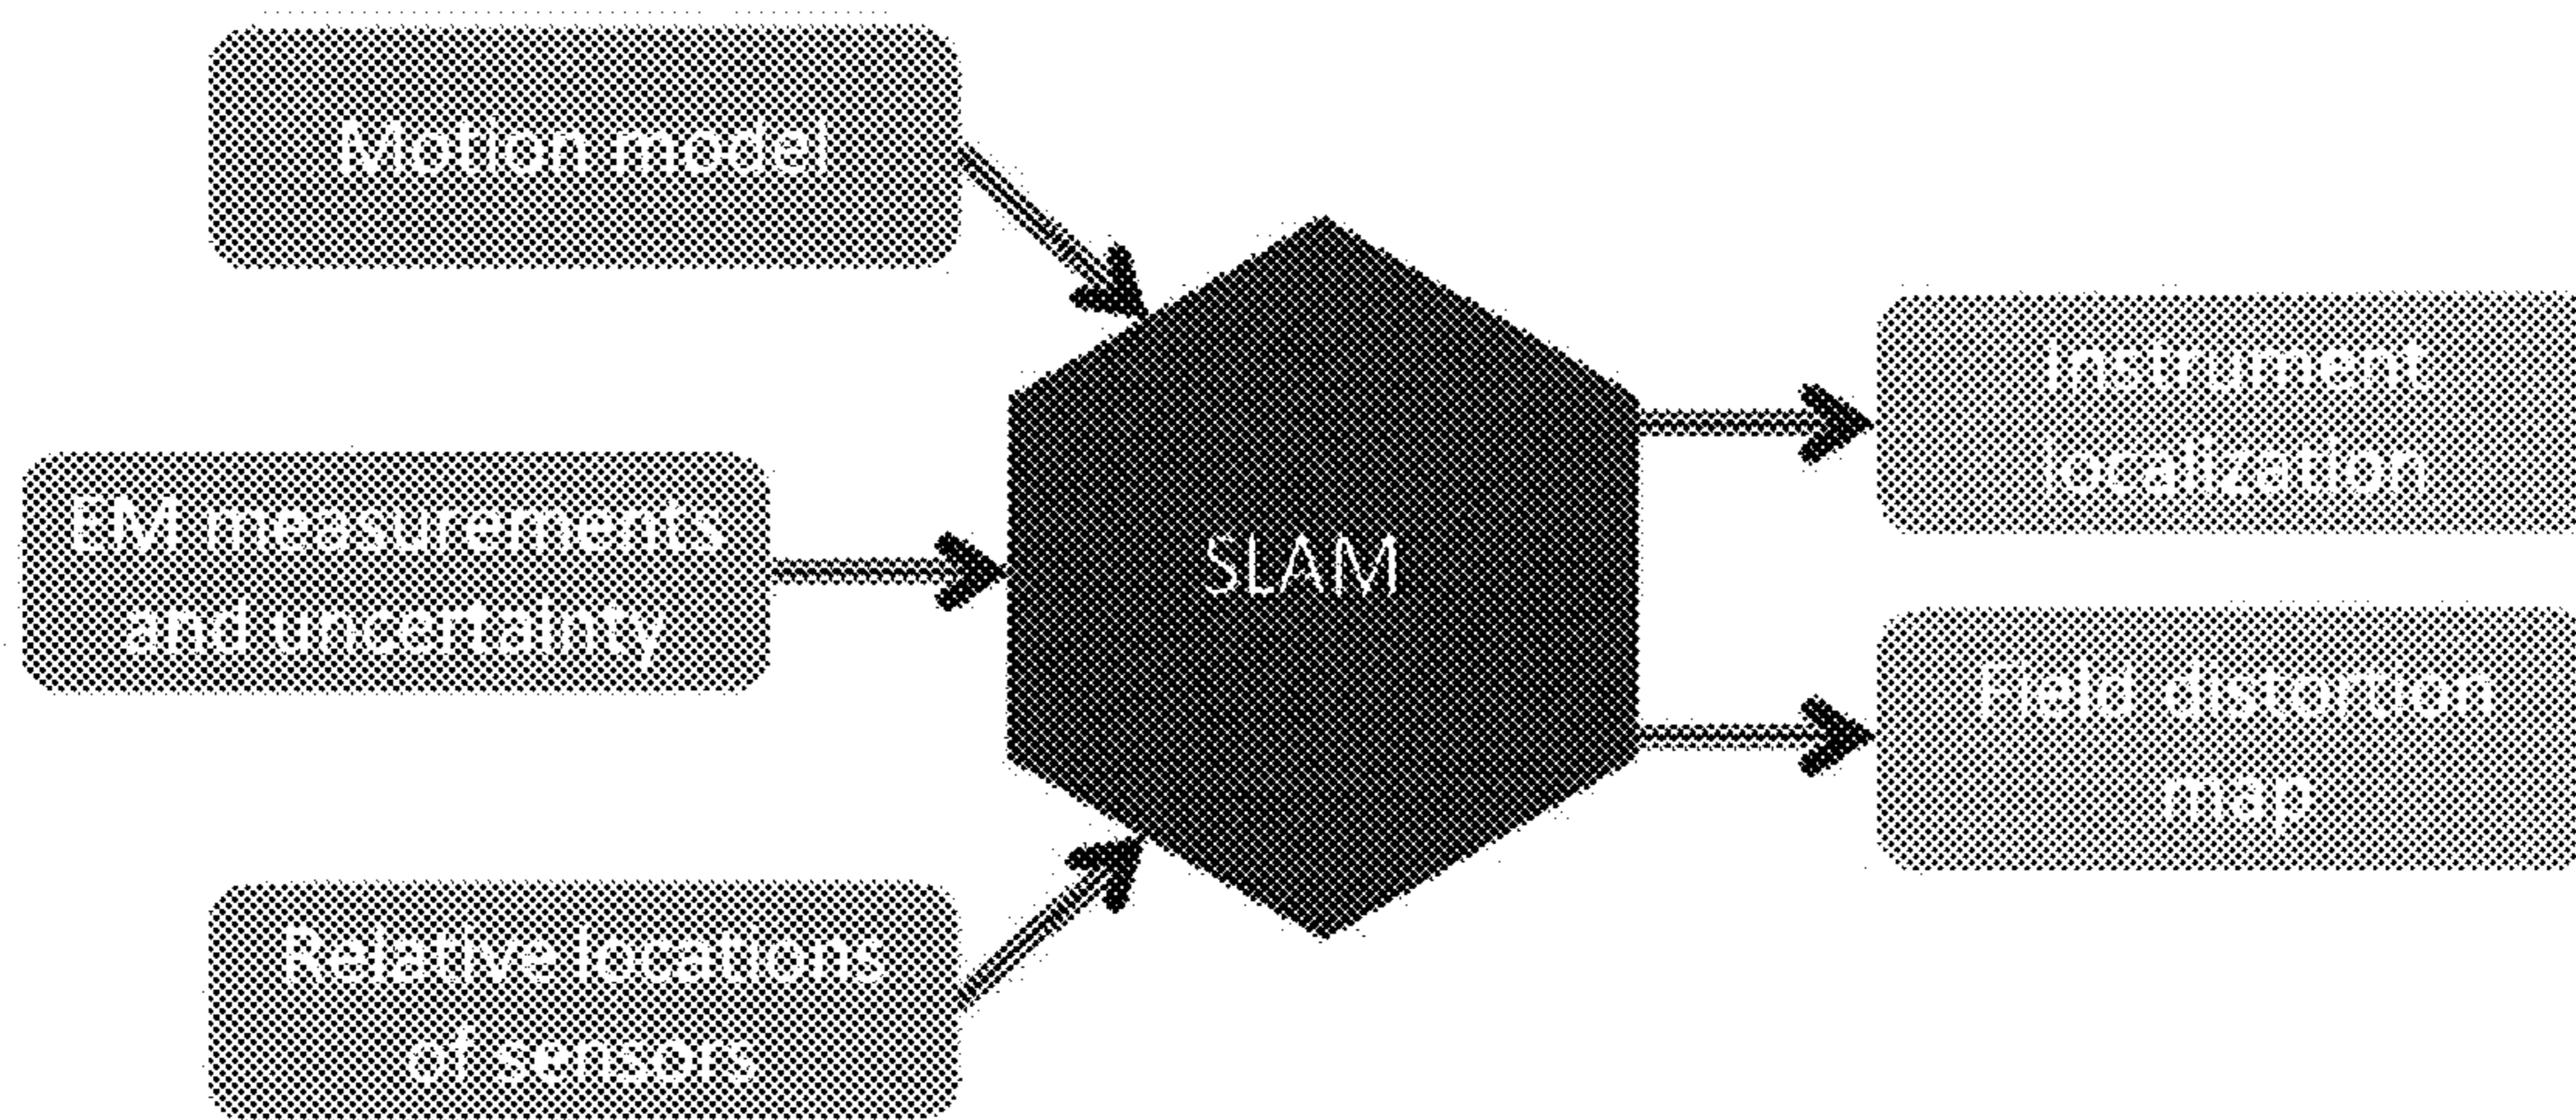 Motion model
EM measurements
and uncertainty
Relative locations
of sensors
SLAM
Instrument
localization
Field distortion
map